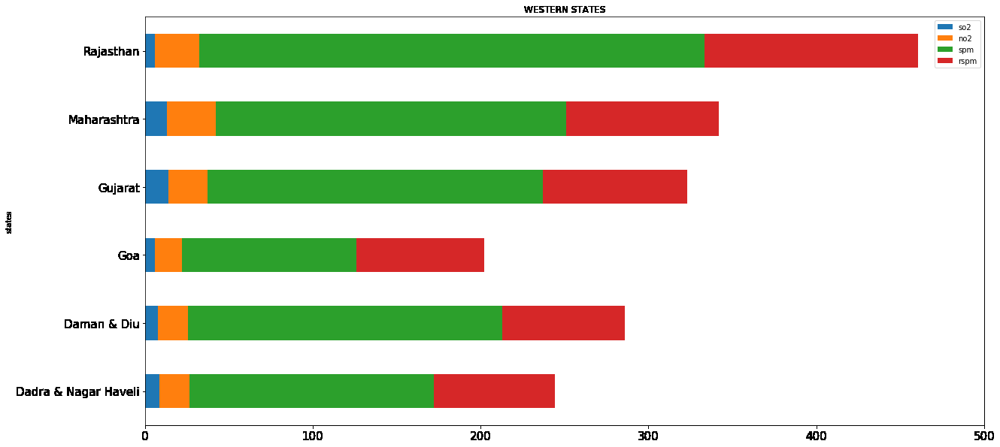 WESTERN STATES
so2
no2
spm
rspm
Rajasthan
Maharashtra
Gujarat
Goa
Daman & Diu
Dadra & Nagar Haveli
states
0 100 200 300 400 500